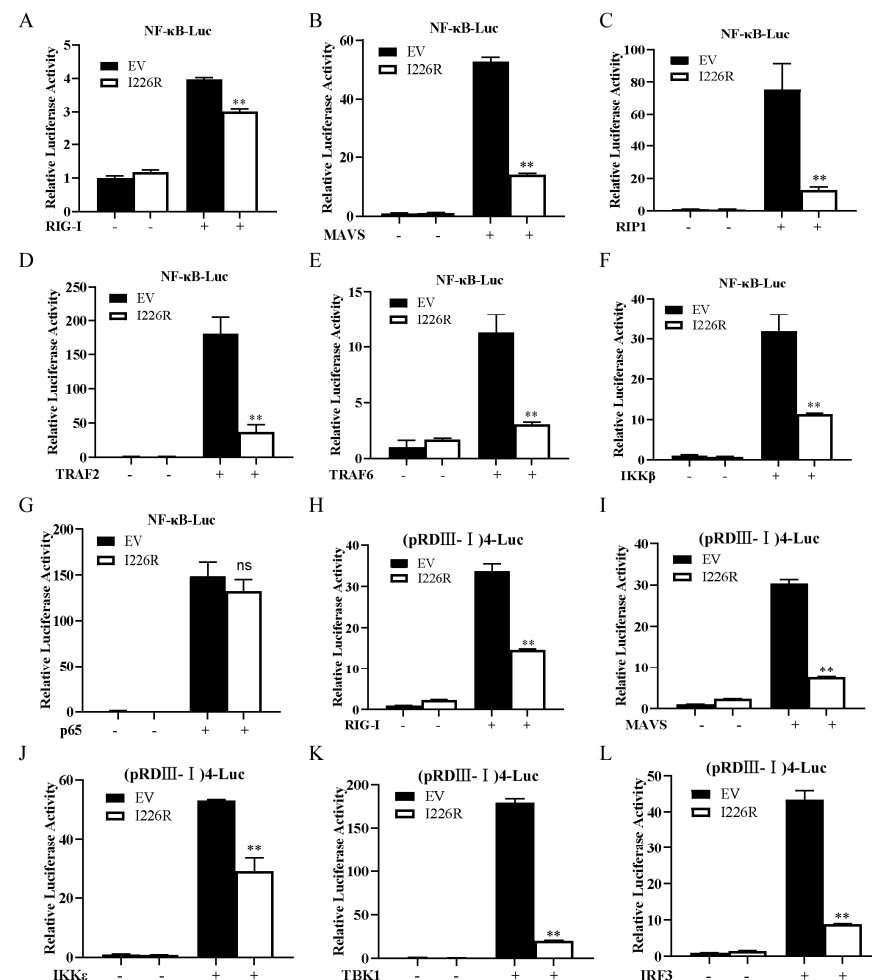 A
NF-κB-Luc
Relative Luciferase Activity
5
4
3
2
1
0
EV
I226R
**
RIG-I - - + +
B
NF-κB-Luc
Relative Luciferase Activity
60
40
20
0
EV
I226R
**
MAVS - - + +
C
NF-κB-Luc
Relative Luciferase Activity
100
80
60
40
20
0
EV
I226R
**
RIP1 - - + +
D
NF-κB-Luc
Relative Luciferase Activity
250
200
150
100
50
0
EV
I226R
**
TRAF2 - - + +
E
NF-κB-Luc
Relative Luciferase Activity
15
10
5
0
EV
I226R
**
TRAF6 - - + +
F
NF-κB-Luc
Relative Luciferase Activity
40
30
20
10
0
EV
I226R
**
IKKβ - - + +
G
NF-κB-Luc
Relative Luciferase Activity
200
150
100
50
0
EV
I226R
ns
p65 - - + +
H
(pRDⅢ-Ⅰ)4-Luc
Relative Luciferase Activity
40
30
20
10
0
EV
I226R
**
RIG-I - - + +
I
(pRDⅢ-Ⅰ)4-Luc
Relative Luciferase Activity
40
30
20
10
0
EV
I226R
**
MAVS - - + +
J
(pRDⅢ-Ⅰ)4-Luc
Relative Luciferase Activity
60
40
20
0
EV
I226R
**
IKKε - - + +
K
(pRDⅢ-Ⅰ)4-Luc
Relative Luciferase Activity
200
150
100
50
0
EV
I226R
**
TBK1 - - + +
L
(pRDⅢ-Ⅰ)4-Luc
Relative Luciferase Activity
50
40
30
20
10
0
EV
I226R
**
IRF3 - - + +